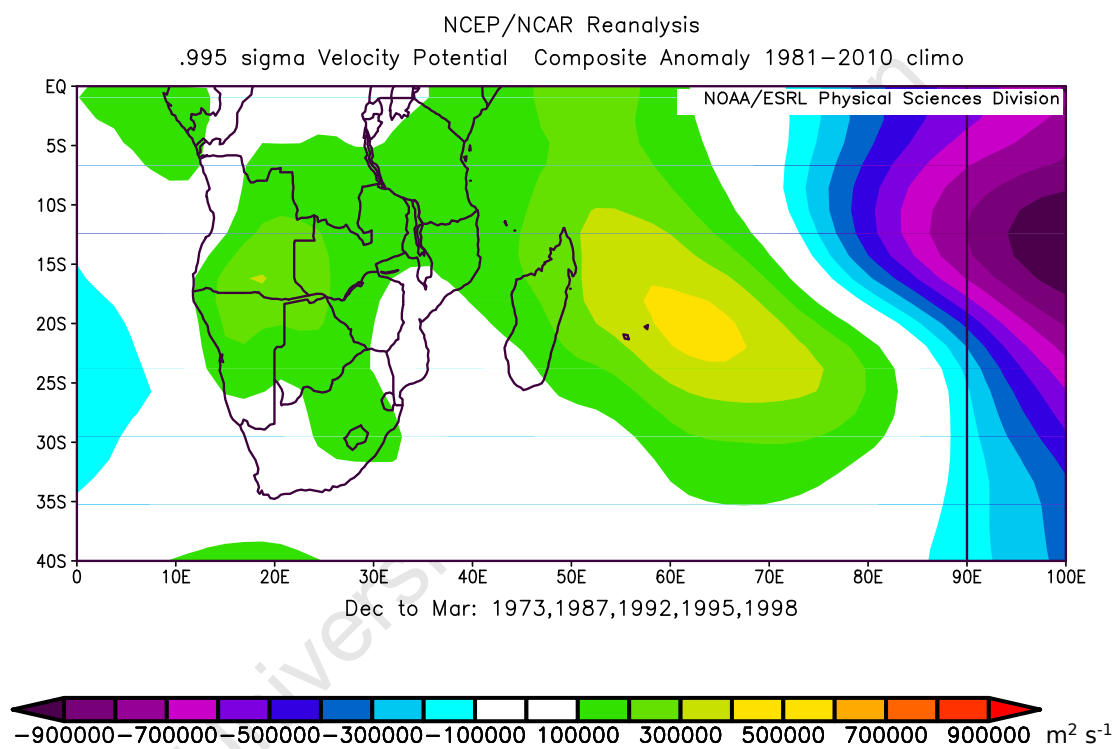 NCEP/NCAR Reanalysis
.995 sigma Velocity Potential Composite Anomaly 1981−2010 climo
NOAA/ESRL Physical Sciences Division
EQ
5S
10S
15S
20S
25S
30S
35S
40S
0 10E 20E 30E 40E 50E 60E 70E 80E 90E 100E
Dec to Mar: 1973,1987,1992,1995,1998
−900000 −700000 −500000 −300000 −100000 100000 300000 500000 700000 900000 m² s⁻¹